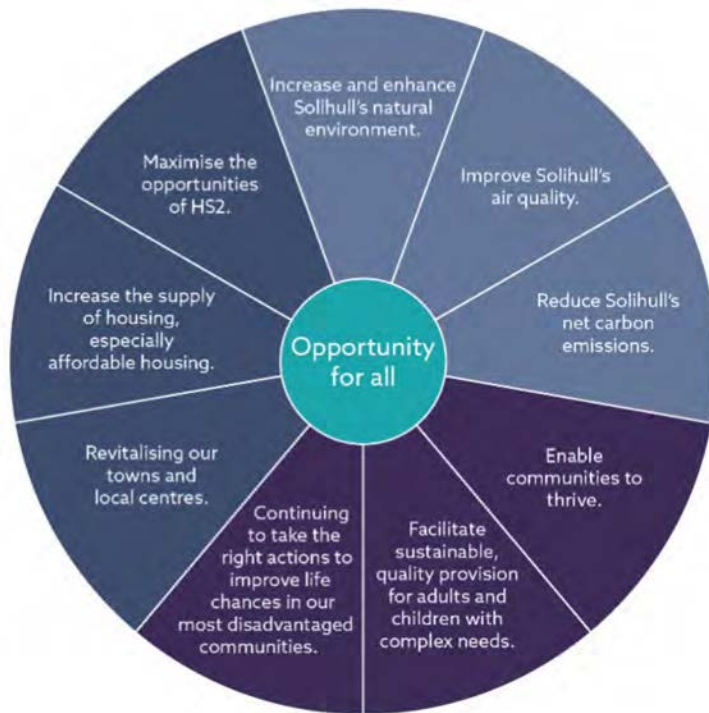 Increase and enhance
Solihull's natural
environment.
Improve Solihull's
air quality.
Reduce Solihull's
net carbon
emissions.
Enable
communities to
thrive.
Facilitate
sustainable,
quality provision
for adults and
children with
complex needs.
Continuing
to take the
right actions to
improve life
chances in our
most disadvantaged
communities.
Revitalising our
towns and
local centres.
Increase the supply
of housing,
especially
affordable housing.
Maximise the
opportunities
of HS2.
Opportunity
for all